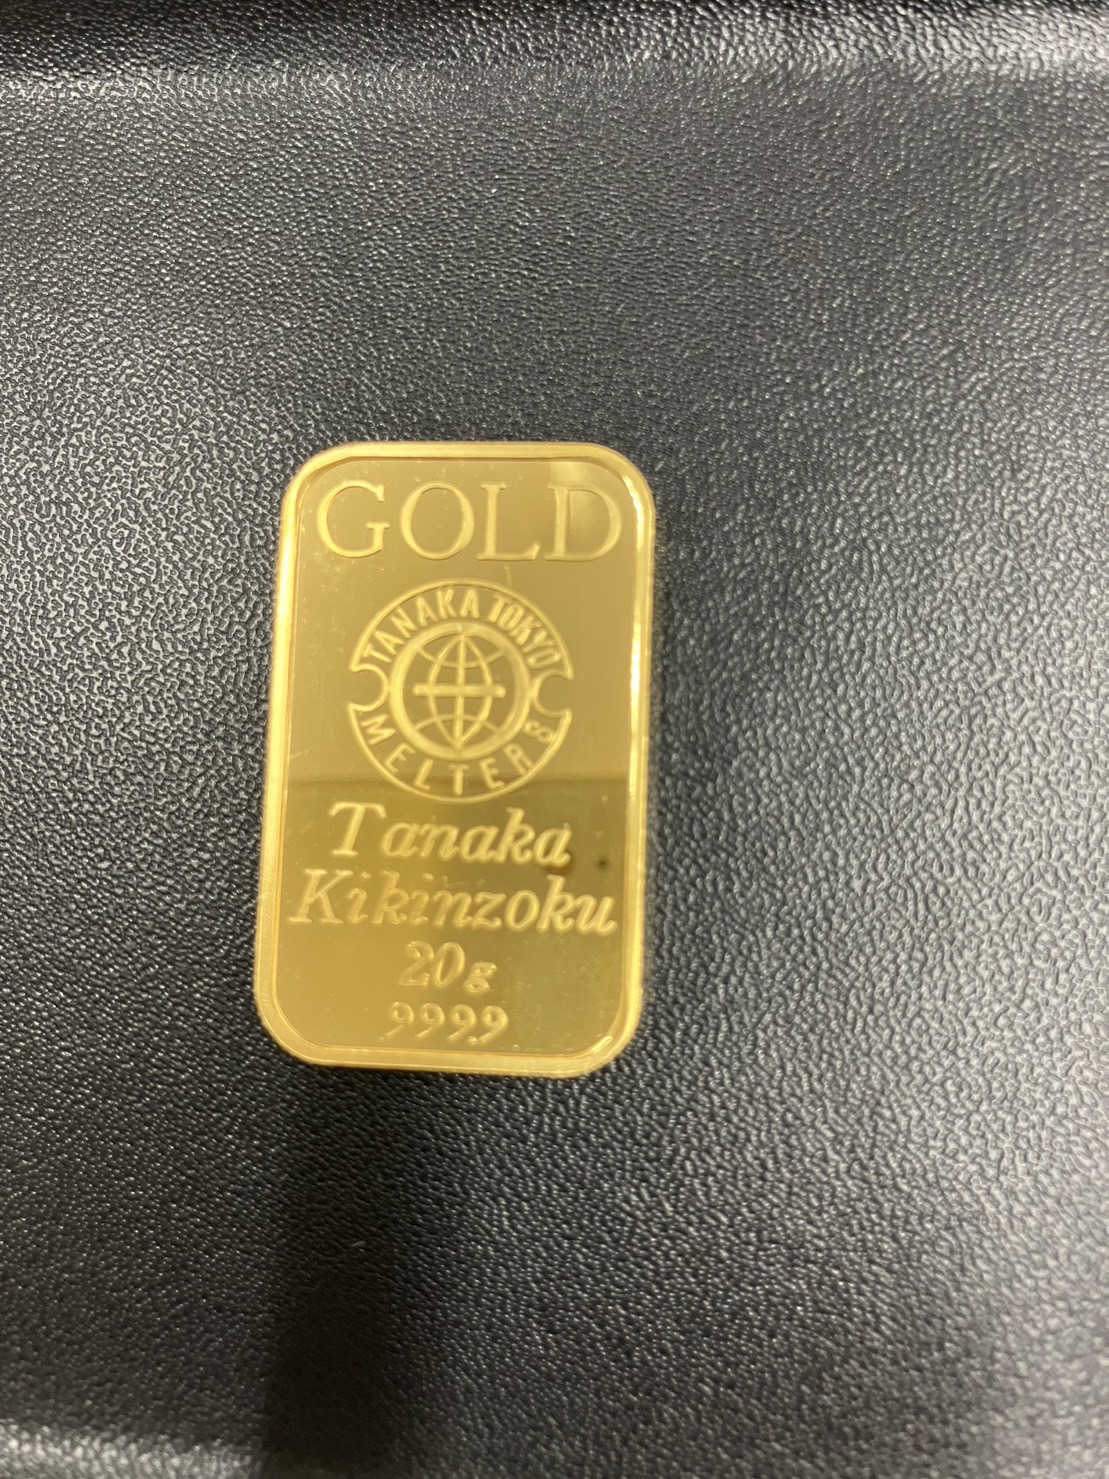 GOLD
TANAKA TOKYO
MELTERS
Tanaka
Kikinzoku
20g
9999